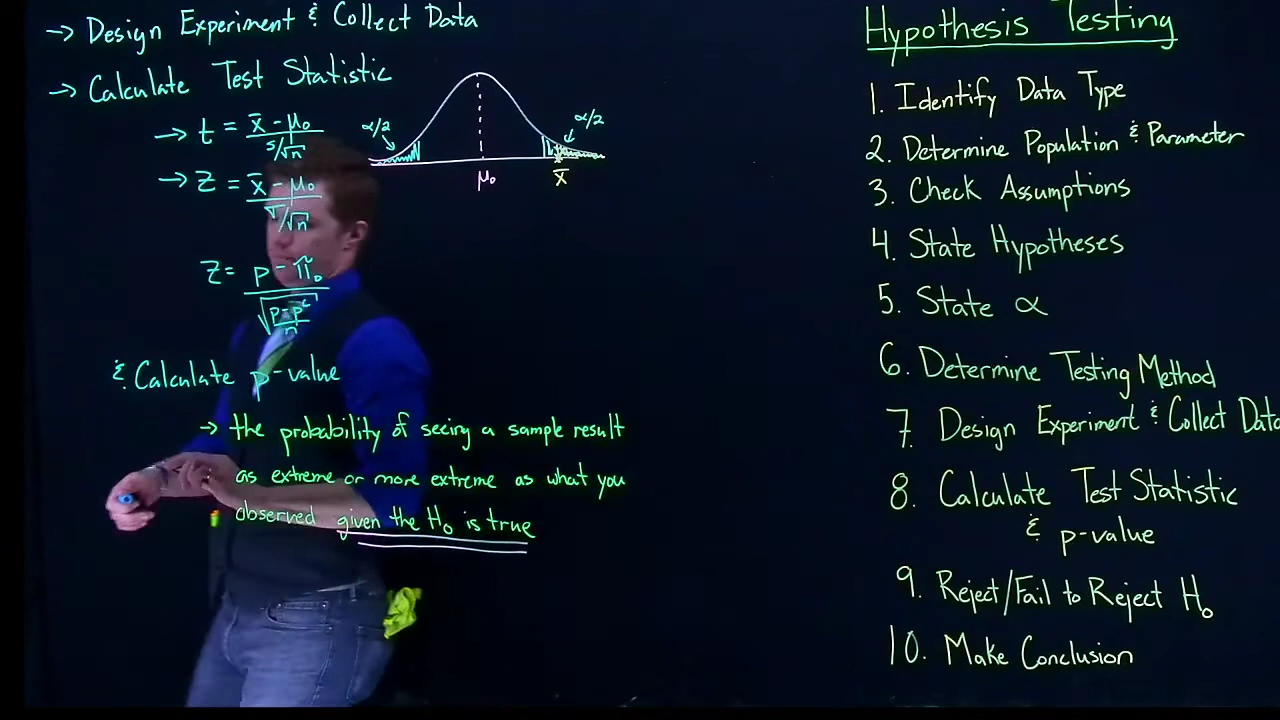 → Design Experiment & Collect Data
→ Calculate Test Statistic
→ t = x̄ - μ₀ / s/√n
→ Z = x̄ - μ₀ / σ/√n
Z = p - π₀ / √p-p²/n
& Calculate p-value
→ the probability of seeing a sample result
as extreme or more extreme as what you
observed given the H₀ is true
α/2
α/2
μ₀
x̄
Hypothesis Testing
1. Identify Data Type
2. Determine Population & Parameter
3. Check Assumptions
4. State Hypotheses
5. State α
6. Determine Testing Method
7. Design Experiment & Collect Data
8. Calculate Test Statistic
& p-value
9. Reject/Fail to Reject H₀
10. Make Conclusion